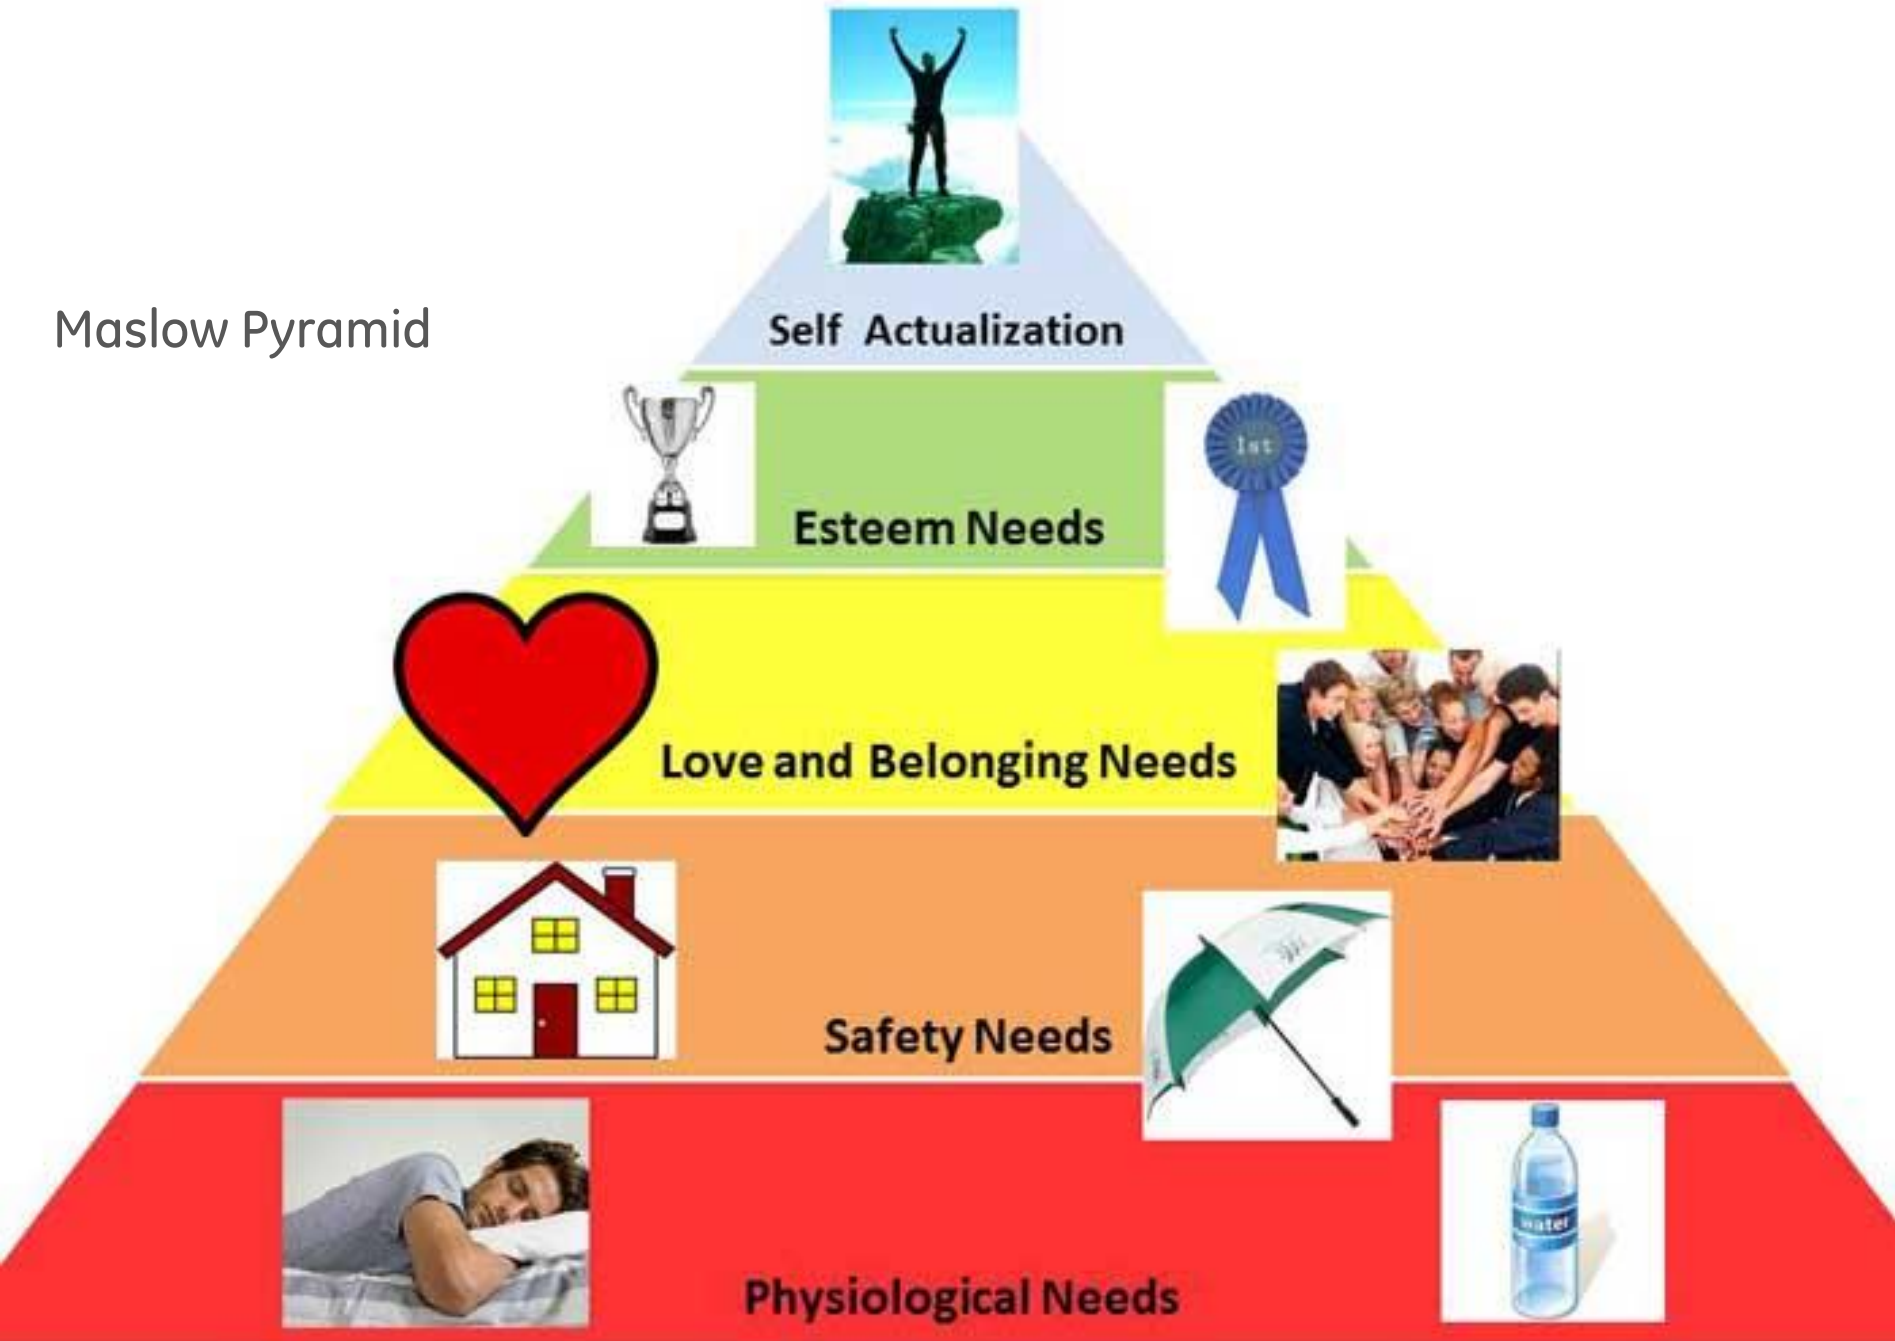 Maslow Pyramid
Self Actualization
1st
Esteem Needs
Love and Belonging Needs
Safety Needs
water
Physiological Needs